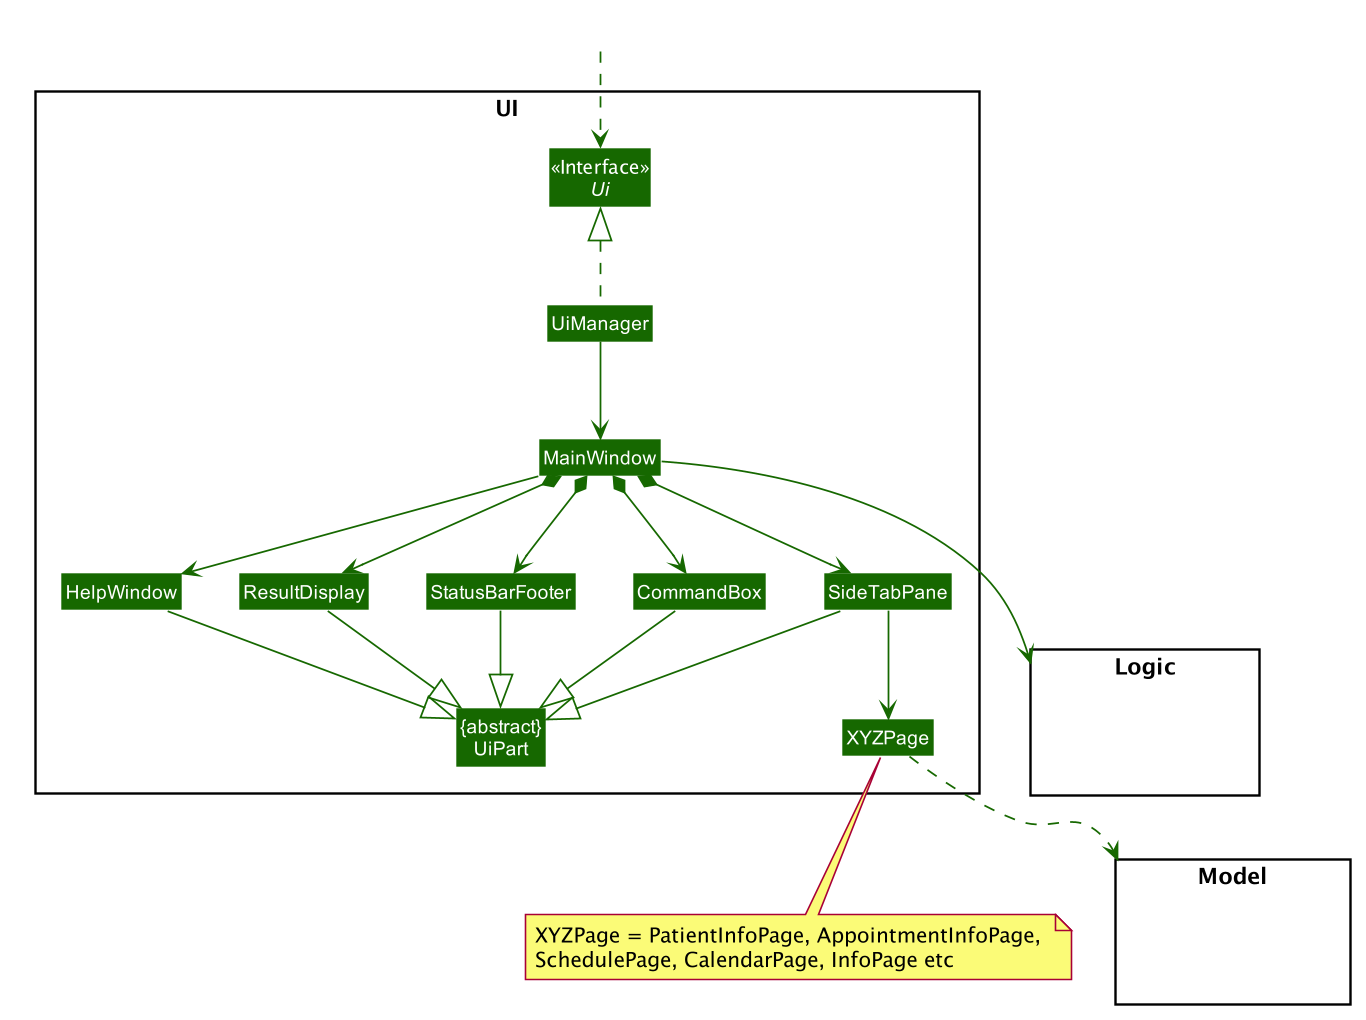 UI
«Interface»
Ui
UiManager
MainWindow
HelpWindow
ResultDisplay
StatusBarFooter
CommandBox
SideTabPane
Logic
{abstract}
UiPart
XYZPage
Model
XYZPage = PatientInfoPage, AppointmentInfoPage,
SchedulePage, CalendarPage, InfoPage etc